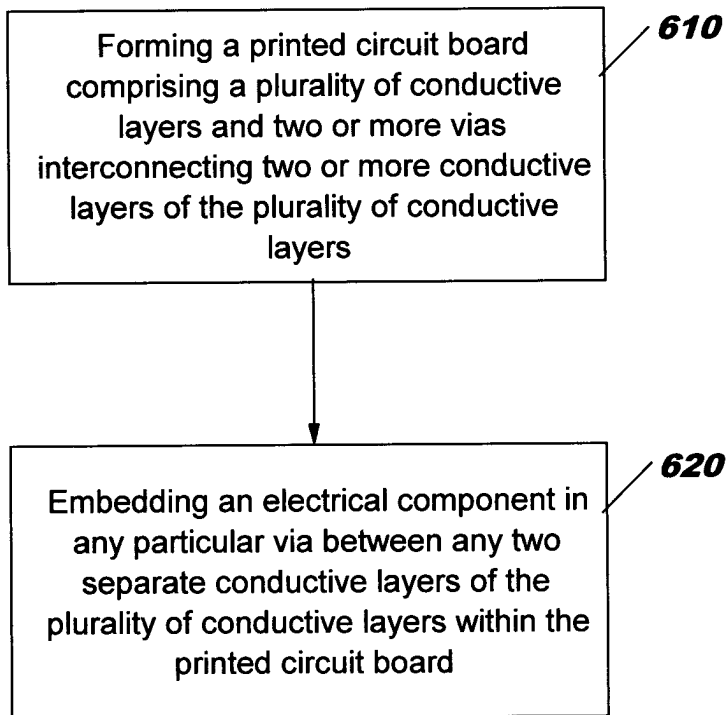 Forming a printed circuit board
comprising a plurality of conductive
layers and two or more vias
interconnecting two or more conductive
layers of the plurality of conductive
layers
610
Embedding an electrical component in
any particular via between any two
separate conductive layers of the
plurality of conductive layers within the
printed circuit board
620